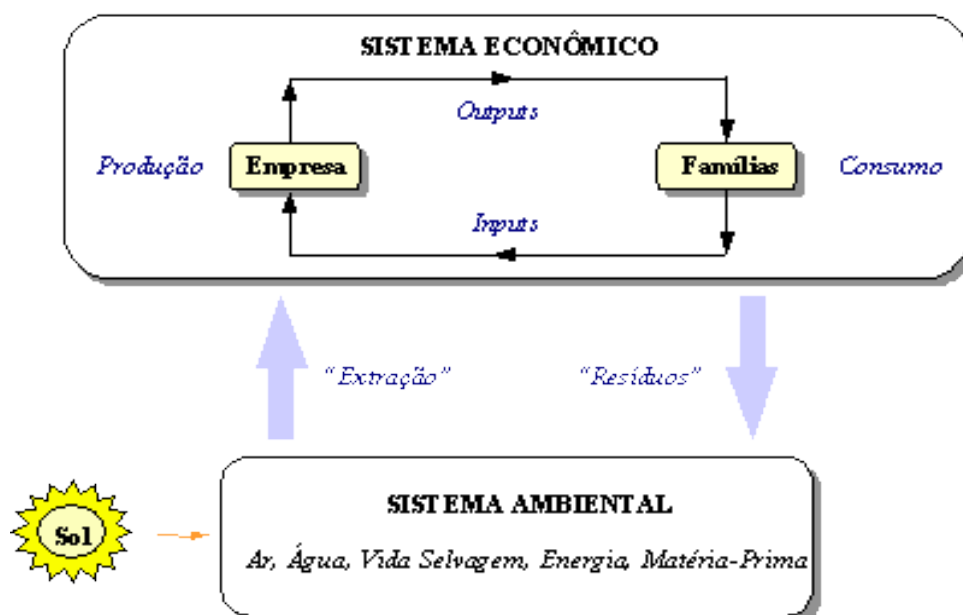 SISTEMA ECONÔMICO
Outputs
Produção
Empresa
Famílias
Consumo
Inputs
“Extração”
“Resíduos”
Sol
SISTEMA AMBIENTAL
Ar, Água, Vida Selvagem, Energia, Matéria-Prima